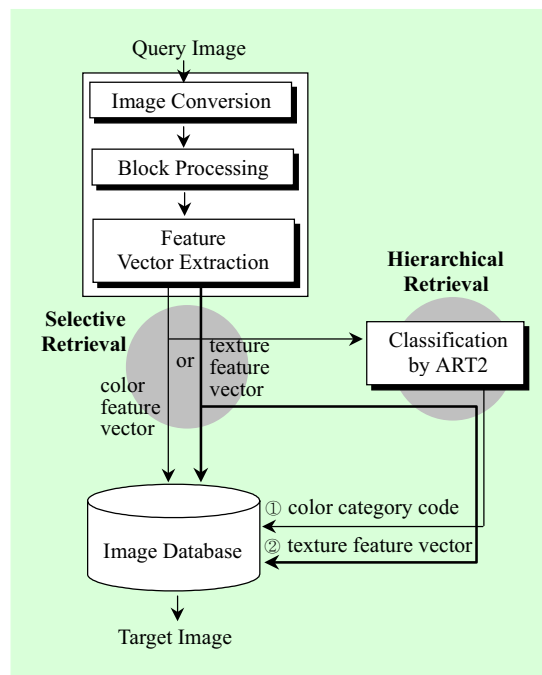 Query Image
Image Conversion
Block Processing
Feature
Vector Extraction
Hierarchical
Retrieval
Selective
Retrieval
Classification
by ART2
or
texture
feature
vector
color
feature
vector
① color category code
② texture feature vector
Image Database
Target Image